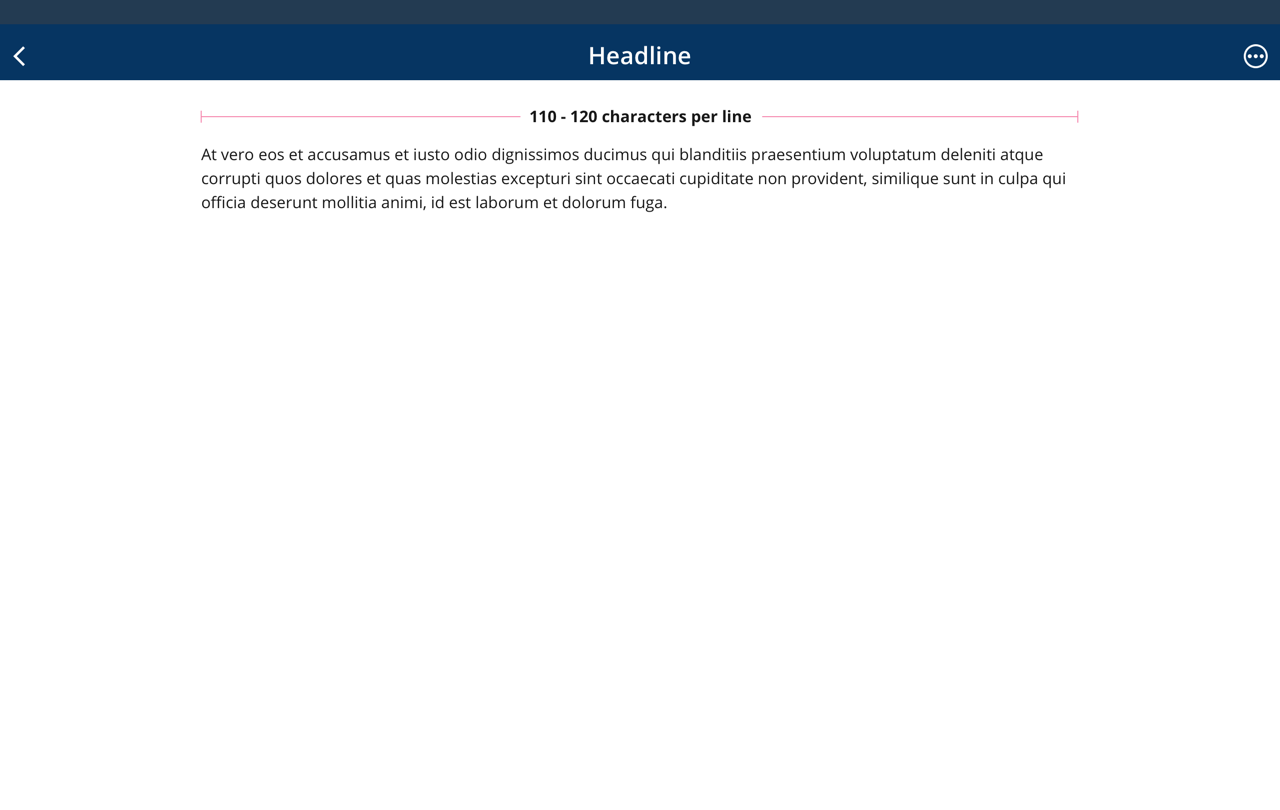 Headline
110 - 120 characters per line
At vero eos et accusamus et iusto odio dignissimos ducimus qui blanditiis praesentium voluptatum deleniti atque
corrupti quos dolores et quas molestias excepturi sint occaecati cupiditate non provident, similique sunt in culpa qui
officia deserunt mollitia animi, id est laborum et dolorum fuga.